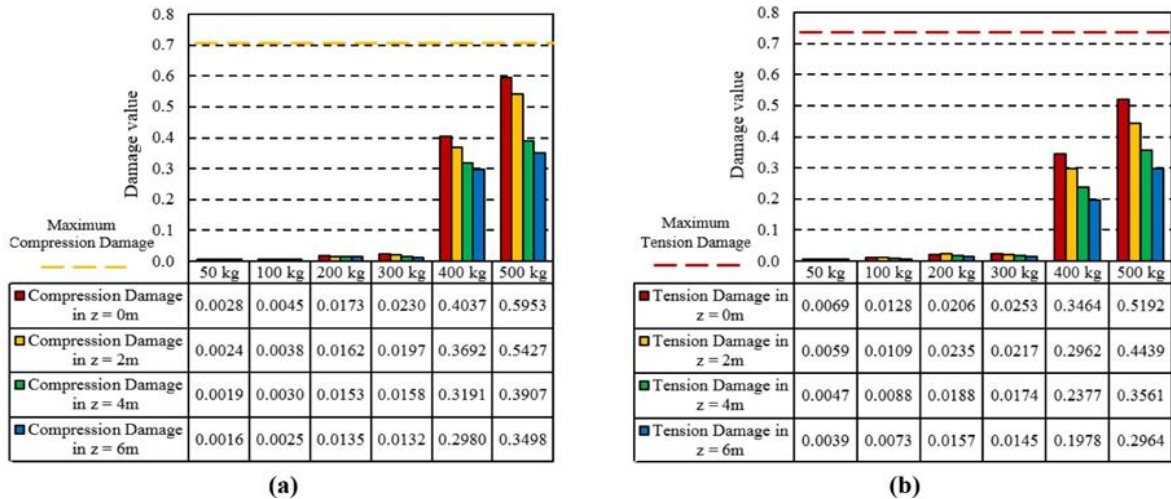 0.8
0.7
0.6
0.5
0.4
0.3
0.2
0.1
0.0
Damage value
Maximum
Compression Damage
50 kg 100 kg 200 kg 300 kg 400 kg 500 kg
Compression Damage
in z = 0m
0.0028 0.0045 0.0173 0.0230 0.4037 0.5953
Compression Damage
in z = 2m
0.0024 0.0038 0.0162 0.0197 0.3692 0.5427
Compression Damage
in z = 4m
0.0019 0.0030 0.0153 0.0158 0.3191 0.3907
Compression Damage
in z = 6m
0.0016 0.0025 0.0135 0.0132 0.2980 0.3498
(a)
0.8
0.7
0.6
0.5
0.4
0.3
0.2
0.1
0.0
Damage value
Maximum
Tension Damage
50 kg 100 kg 200 kg 300 kg 400 kg 500 kg
Tension Damage in
z = 0m
0.0069 0.0128 0.0206 0.0253 0.3464 0.5192
Tension Damage in
z = 2m
0.0059 0.0109 0.0235 0.0217 0.2962 0.4439
Tension Damage in
z = 4m
0.0047 0.0088 0.0188 0.0174 0.2377 0.3561
Tension Damage in
z = 6m
0.0039 0.0073 0.0157 0.0145 0.1978 0.2964
(b)